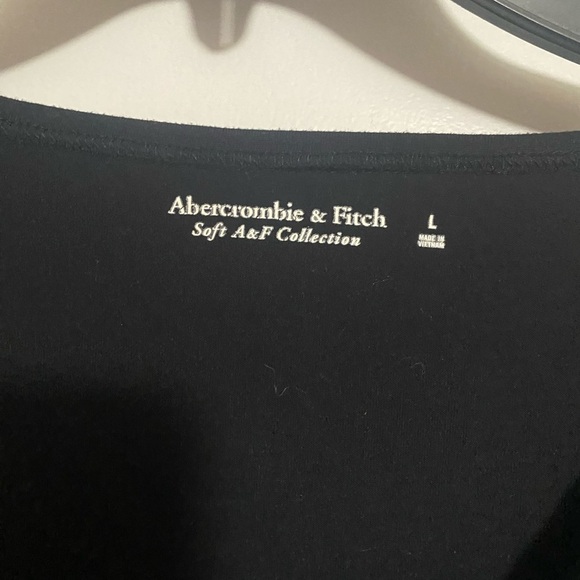 Abercrombie & Fitch
Soft A&F Collection
L
MADE IN
VIETNAM